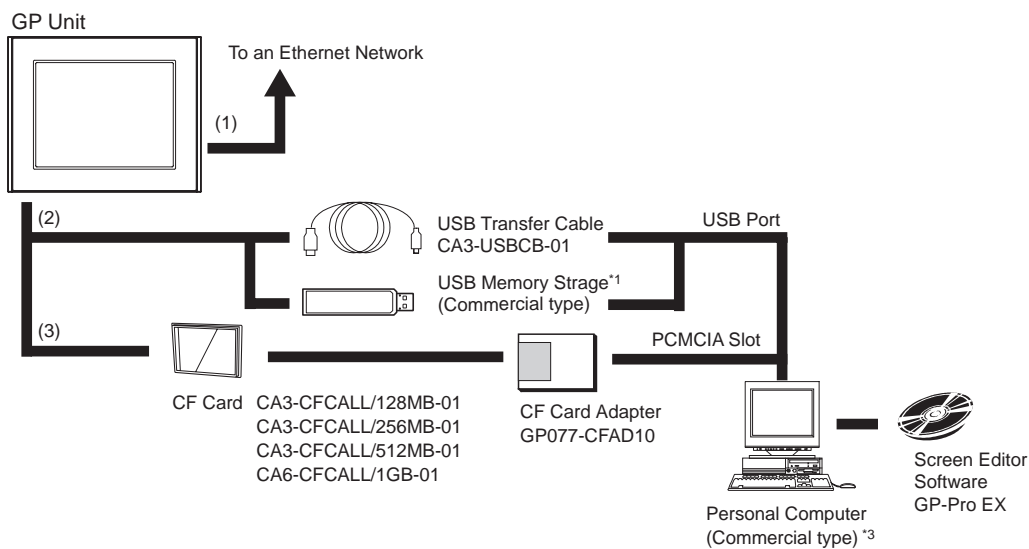 GP Unit
To an Ethernet Network
(1)
(2)
USB Transfer Cable
CA3-USBCB-01
USB Port
USB Memory Strage*1
(Commercial type)
(3)
PCMCIA Slot
CF Card
CA3-CFCALL/128MB-01
CA3-CFCALL/256MB-01
CA3-CFCALL/512MB-01
CA6-CFCALL/1GB-01
CF Card Adapter
GP077-CFAD10
Screen Editor
Software
GP-Pro EX
Personal Computer
(Commercial type) *3